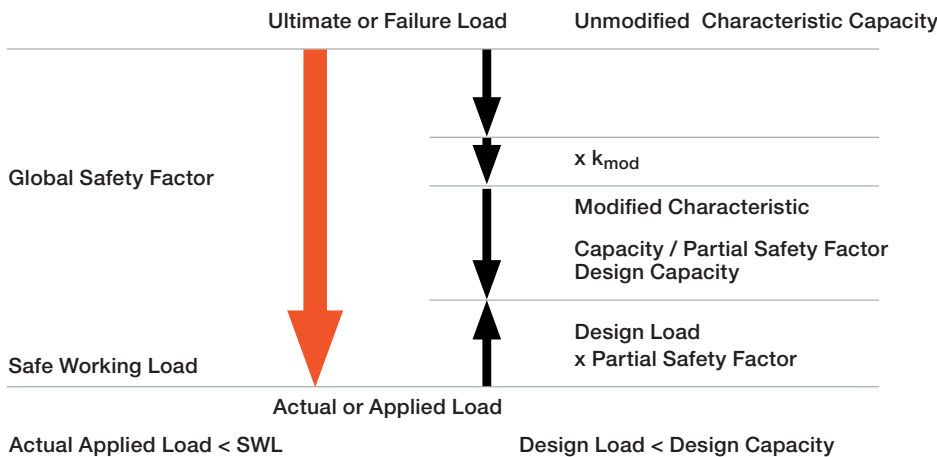 Ultimate or Failure Load
Unmodified Characteristic Capacity
x kmod
Global Safety Factor
Modified Characteristic
Capacity / Partial Safety Factor
Design Capacity
Design Load
Safe Working Load
x Partial Safety Factor
Actual or Applied Load
Actual Applied Load < SWL
Design Load < Design Capacity